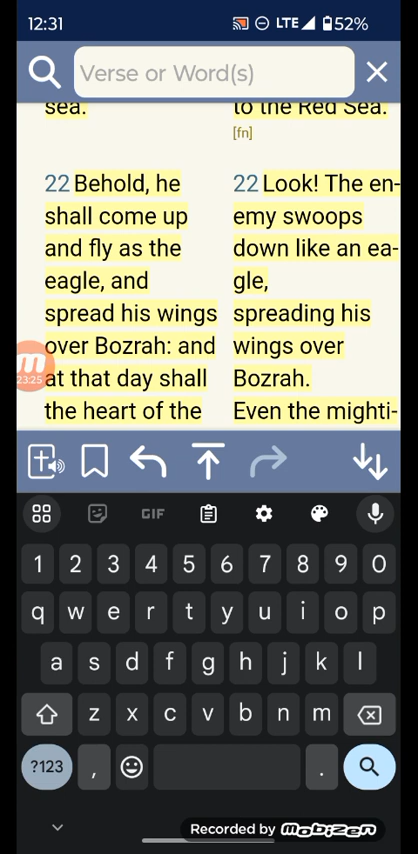 12:31 LTE 52%
Verse or Word(s)
sea.
22 Behold, he
shall come up
and fly as the
eagle, and
spread his wings
over Bozrah: and
at that day shall
the heart of the
to the Red Sea.
[fn]
22 Look! The en-
emy swoops
down like an ea-
gle,
spreading his
wings over
Bozrah.
Even the mighti-
23:25
GIF
1 2 3 4 5 6 7 8 9 0
q w e r t y u i o p
a s d f g h j k l
z x c v b n m
?123 , .
Recorded by mobizen